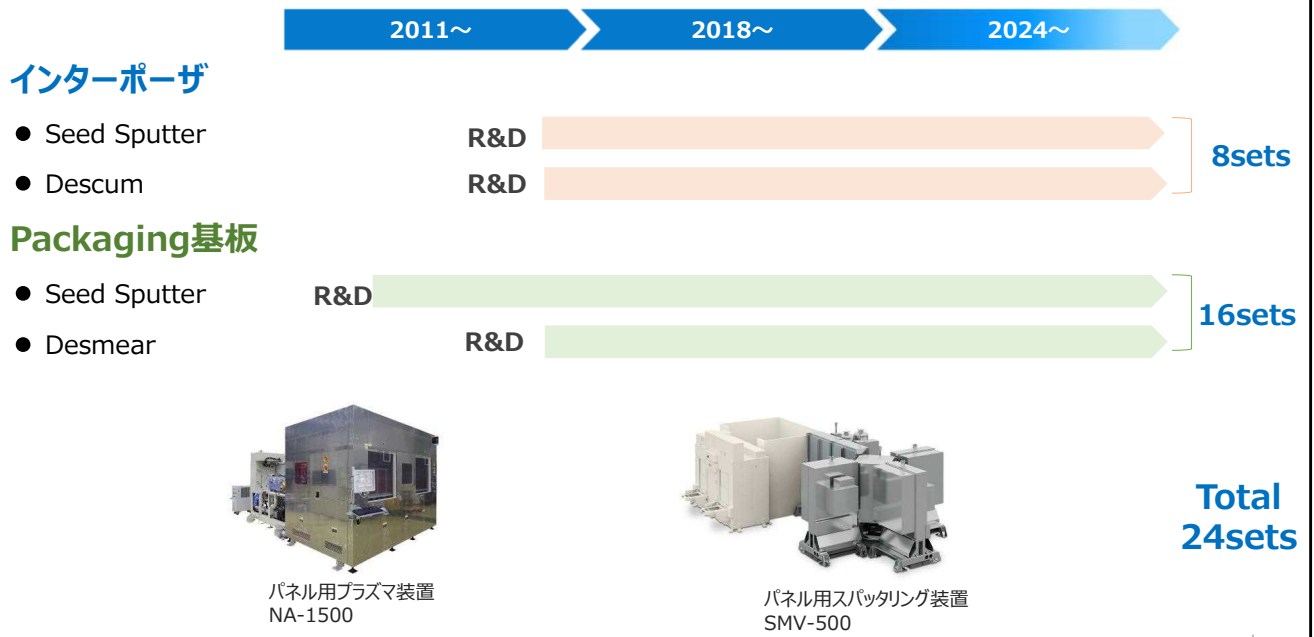 2011～
2018～
2024～
インターポーザ
● Seed Sputter
R&D
● Descum
R&D
8sets
Packaging基板
● Seed Sputter
R&D
● Desmear
R&D
16sets
パネル用プラズマ装置
NA-1500
パネル用スパッタリング装置
SMV-500
Total
24sets